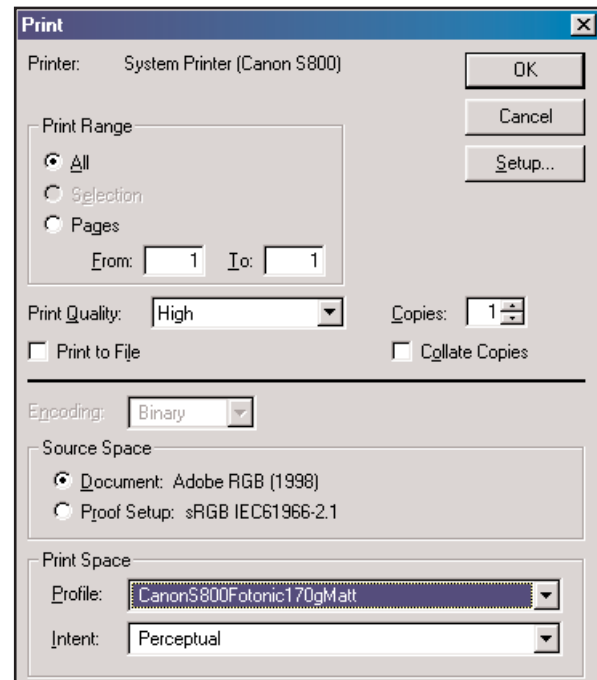 Print
Printer: System Printer (Canon S800)
OK
Cancel
Setup...
Print Range
All
Selection
Pages
From: 1 To: 1
Print Quality: High
Copies: 1
Print to File
Collate Copies
Encoding: Binary
Source Space
Document: Adobe RGB (1998)
Proof Setup: sRGB IEC61966-2.1
Print Space
Profile: CanonS800Fotonic170gMatt
Intent: Perceptual